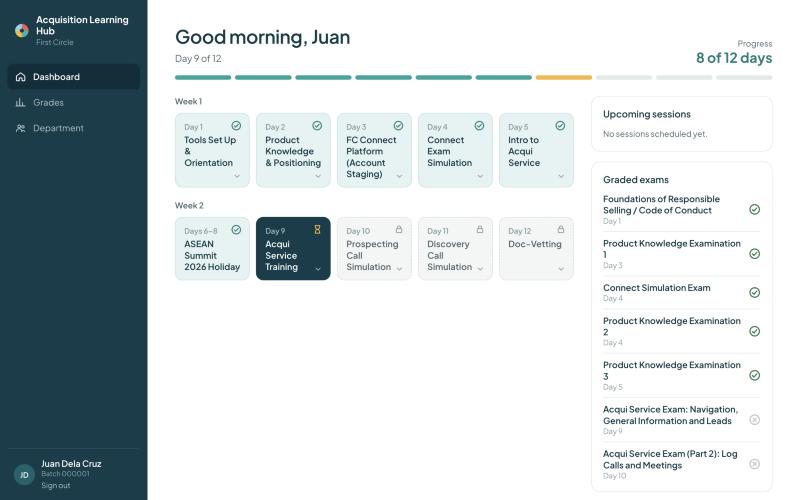 Acquisition Learning
Hub
First Circle
Dashboard
Grades
Department
Juan Dela Cruz
JD
Batch 000001
Sign out
Good morning, Juan
Day 9 of 12
Progress
8 of 12 days
Week 1
Day 1
Tools Set Up
&
Orientation
Day 2
Product
Knowledge
& Positioning
Day 3
FC Connect
Platform
(Account
Staging)
Day 4
Connect
Exam
Simulation
Day 5
Intro to
Acqui
Service
Week 2
Days 6–8
ASEAN
Summit
2026 Holiday
Day 9
Acqui
Service
Training
Day 10
Prospecting
Call
Simulation
Day 11
Discovery
Call
Simulation
Day 12
Doc-Vetting
Upcoming sessions
No sessions scheduled yet.
Graded exams
Foundations of Responsible
Selling / Code of Conduct
Day 1
Product Knowledge Examination
1
Day 3
Connect Simulation Exam
Day 4
Product Knowledge Examination
2
Day 4
Product Knowledge Examination
3
Day 5
Acqui Service Exam: Navigation,
General Information and Leads
Day 9
Acqui Service Exam (Part 2): Log
Calls and Meetings
Day 10